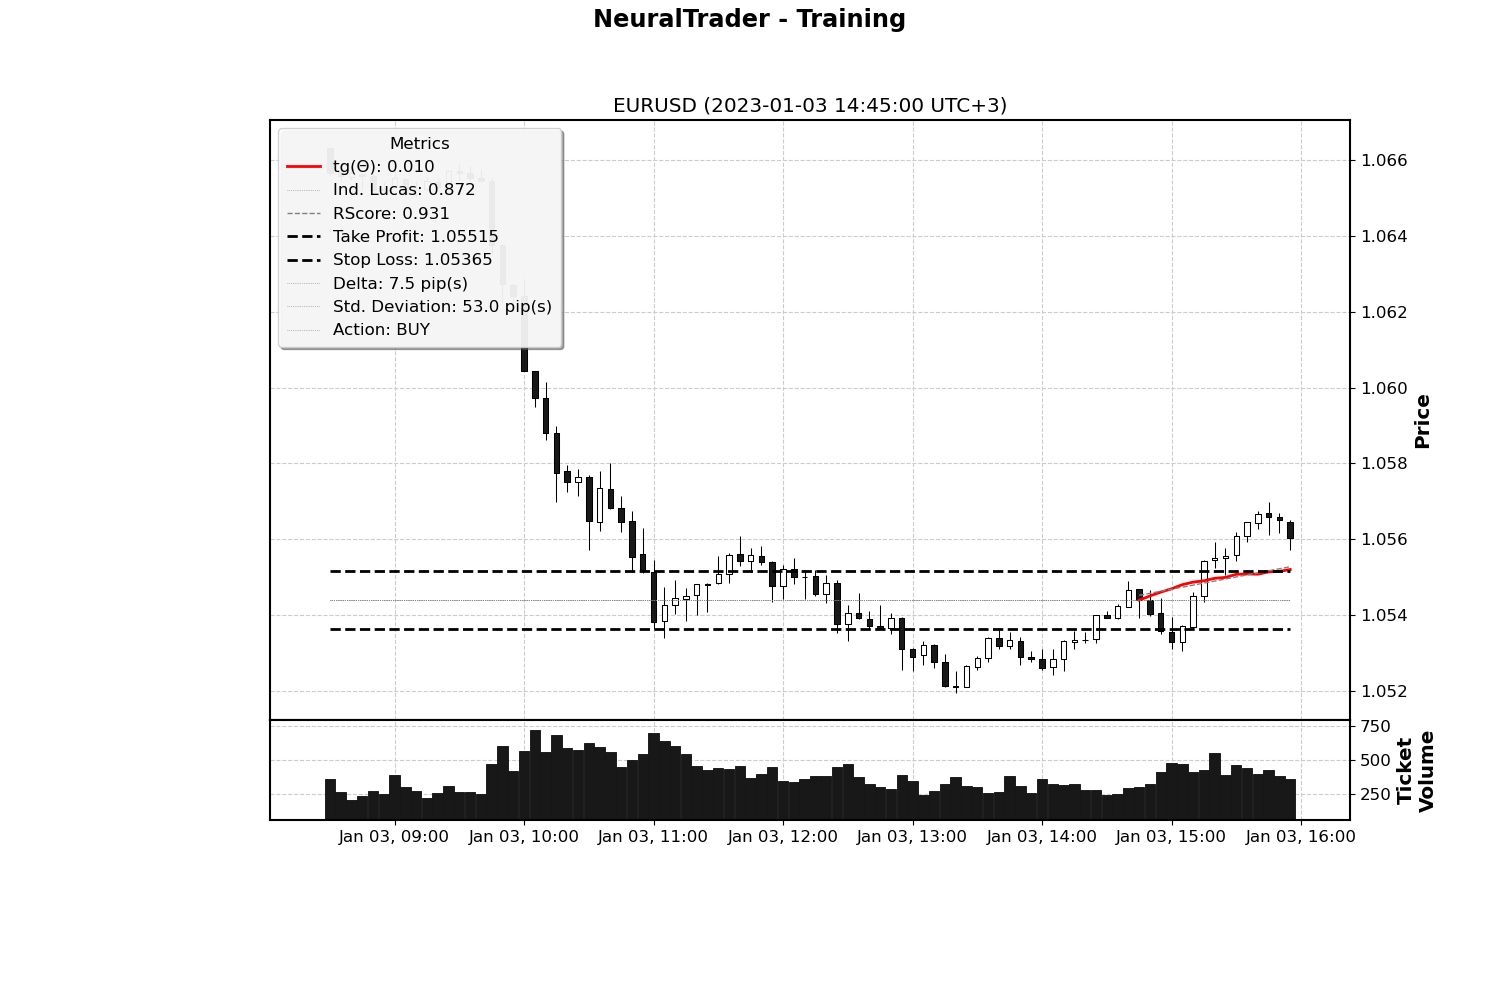 NeuralTrader - Training
EURUSD (2023-01-03 14:45:00 UTC+3)
Metrics
tg(Θ): 0.010
Ind. Lucas: 0.872
RScore: 0.931
Take Profit: 1.05515
Stop Loss: 1.05365
Delta: 7.5 pip(s)
Std. Deviation: 53.0 pip(s)
Action: BUY
1.066
1.064
1.062
1.060
1.058
1.056
1.054
1.052
Price
750
500
250
Ticket
Volume
Jan 03, 09:00
Jan 03, 10:00
Jan 03, 11:00
Jan 03, 12:00
Jan 03, 13:00
Jan 03, 14:00
Jan 03, 15:00
Jan 03, 16:00